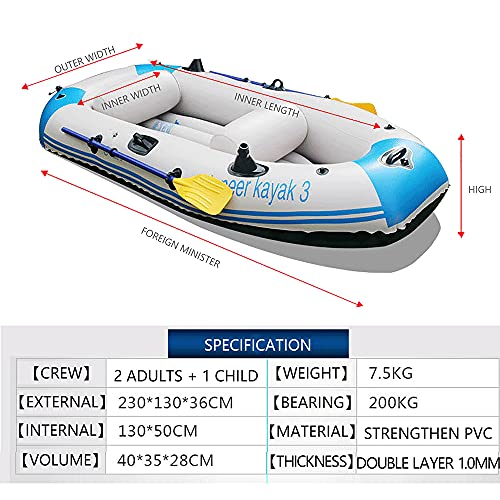 OUTER WIDTH
INNER WIDTH
INNER LENGTH
HIGH
neer kayak 3
FOREIGN MINISTER
SPECIFICATION
【CREW】 2 ADULTS + 1 CHILD 【WEIGHT】 7.5KG
【EXTERNAL】 230*130*36CM 【BEARING】 200KG
【INTERNAL】 130*50CM 【MATERIAL】 STRENGTHEN PVC
【VOLUME】 40*35*28CM 【THICKNESS】 DOUBLE LAYER 1.0MM